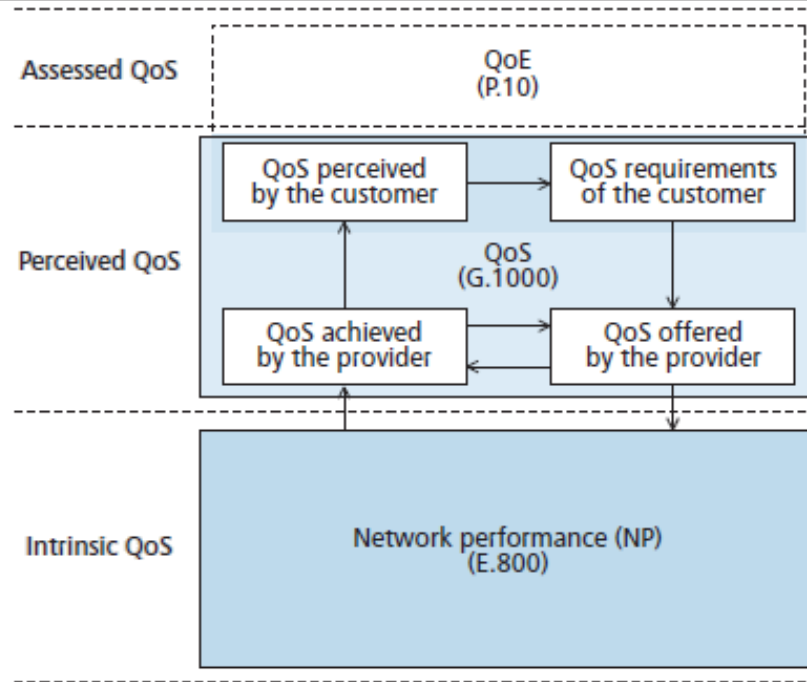 Assessed QoS
QoE
(P.10)
QoS perceived
by the customer
QoS requirements
of the customer
Perceived QoS
QoS
(G.1000)
QoS achieved
by the provider
QoS offered
by the provider
Intrinsic QoS
Network performance (NP)
(E.800)